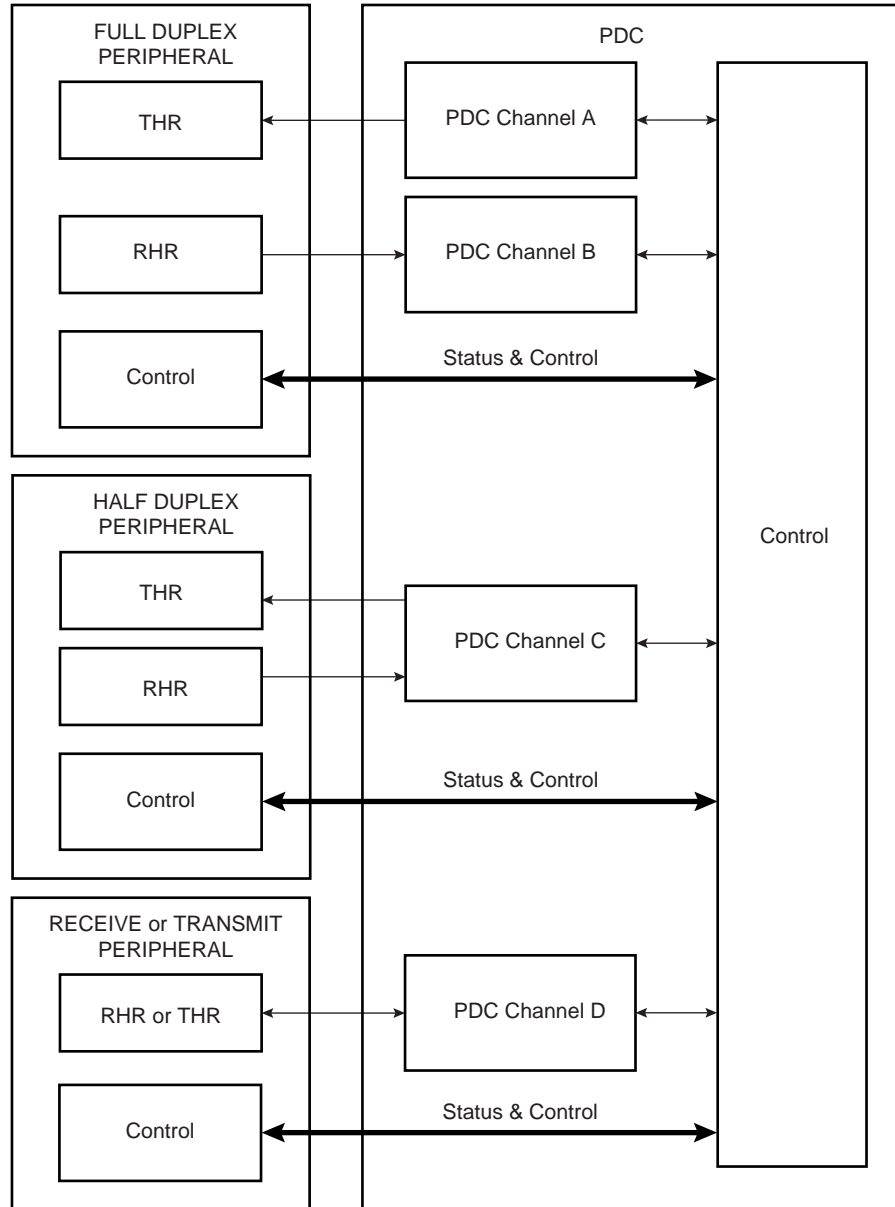 FULL DUPLEX
PERIPHERAL
PDC
THR
PDC Channel A
RHR
PDC Channel B
Control
Status & Control
HALF DUPLEX
PERIPHERAL
Control
THR
PDC Channel C
RHR
Control
Status & Control
RECEIVE or TRANSMIT
PERIPHERAL
RHR or THR
PDC Channel D
Control
Status & Control